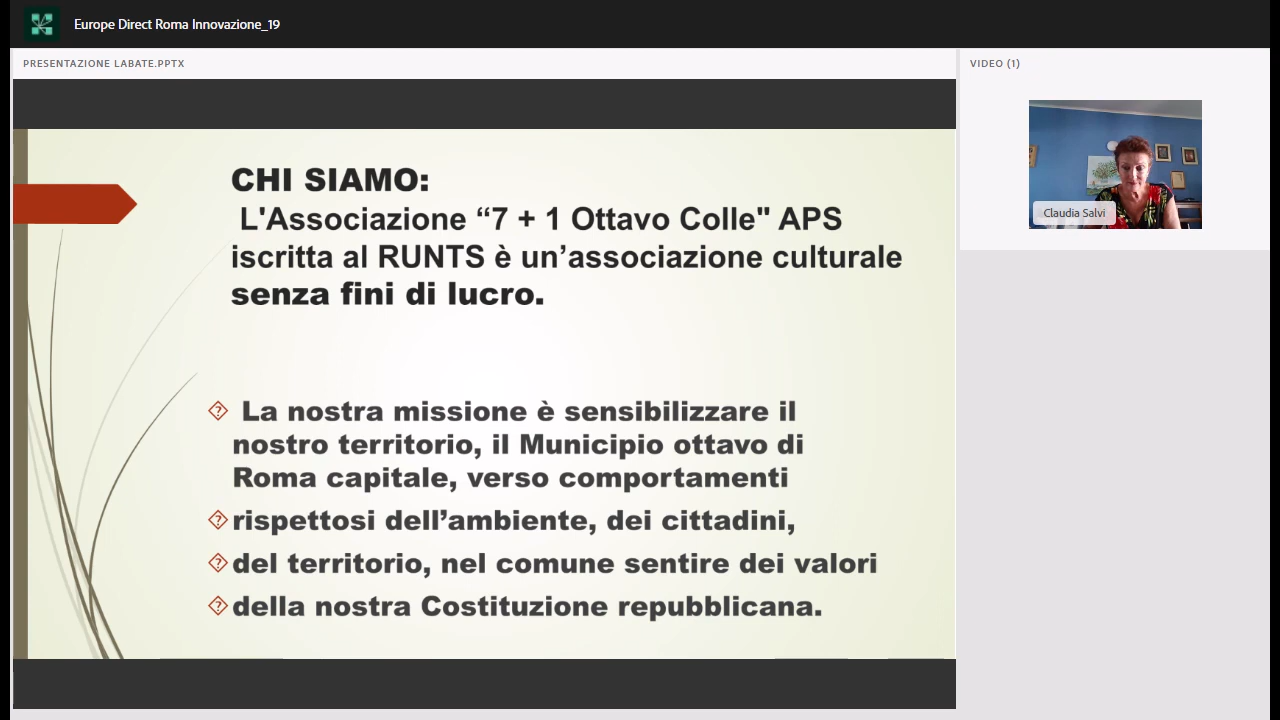 Europe Direct Roma Innovazione_19
PRESENTAZIONE LABATE.PPTX
VIDEO (1)
CHI SIAMO:
L'Associazione “7 + 1 Ottavo Colle" APS
iscritta al RUNTS è un’associazione culturale
senza fini di lucro.
La nostra missione è sensibilizzare il
nostro territorio, il Municipio ottavo di
Roma capitale, verso comportamenti
rispettosi dell’ambiente, dei cittadini,
del territorio, nel comune sentire dei valori
della nostra Costituzione repubblicana.
Claudia Salvi